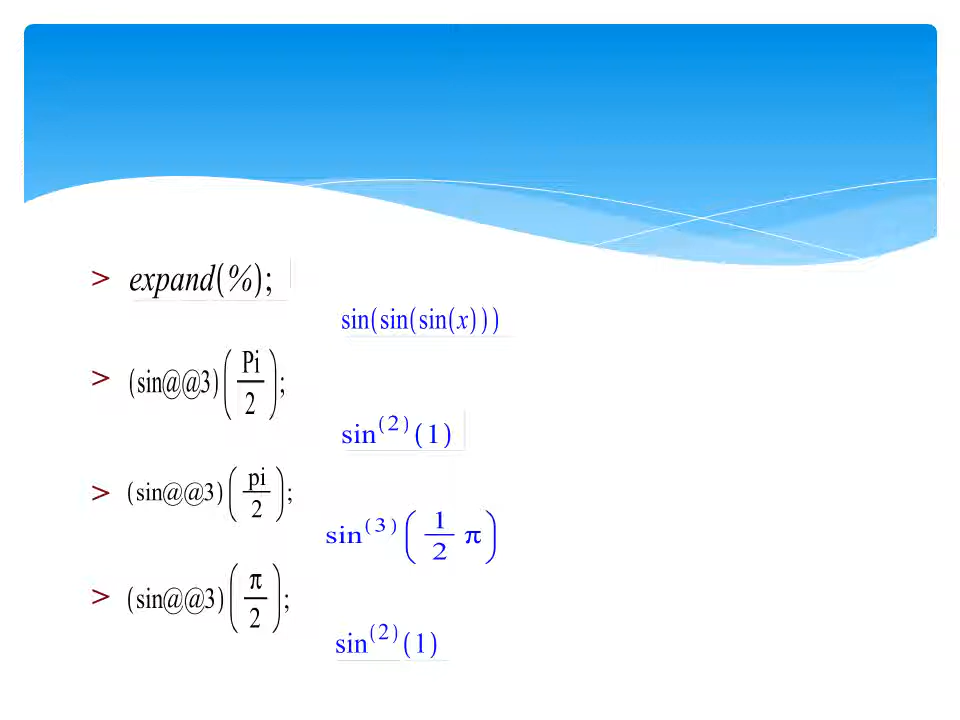 > expand(%);
sin(sin(sin(x)))
> (sin@@3)(Pi/2);
sin^(2)(1)
> (sin@@3)(pi/2);
sin^(3)(1/2 π)
> (sin@@3)(π/2);
sin^(2)(1)